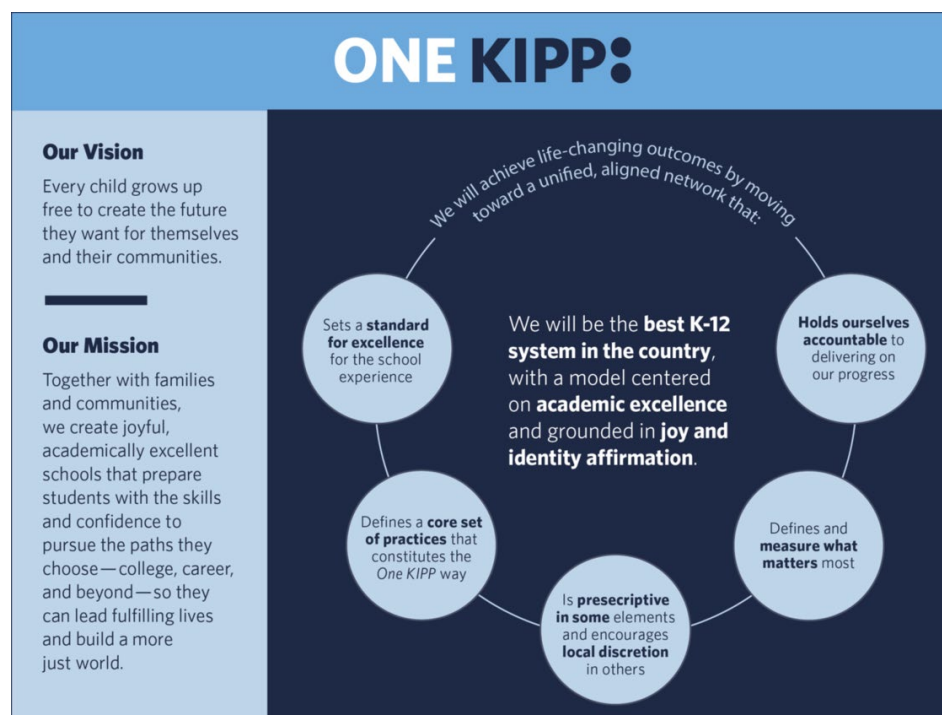 ONE KIPP:
Our Vision
Every child grows up
free to create the future
they want for themselves
and their communities.
Our Mission
Together with families
and communities,
we create joyful,
academically excellent
schools that prepare
students with the skills
and confidence to
pursue the paths they
choose—college, career,
and beyond—so they
can lead fulfilling lives
and build a more
just world.
We will achieve life-changing outcomes by moving
toward a unified, aligned network that:
Sets a standard
for excellence
for the school
experience
Defines a core set
of practices that
constitutes the
One KIPP way
Is presecriptive
in some elements
and encourages
local discretion
in others
Defines and
measure what
matters most
Holds ourselves
accountable to
delivering on
our progress
We will be the best K-12
system in the country,
with a model centered
on academic excellence
and grounded in joy and
identity affirmation.